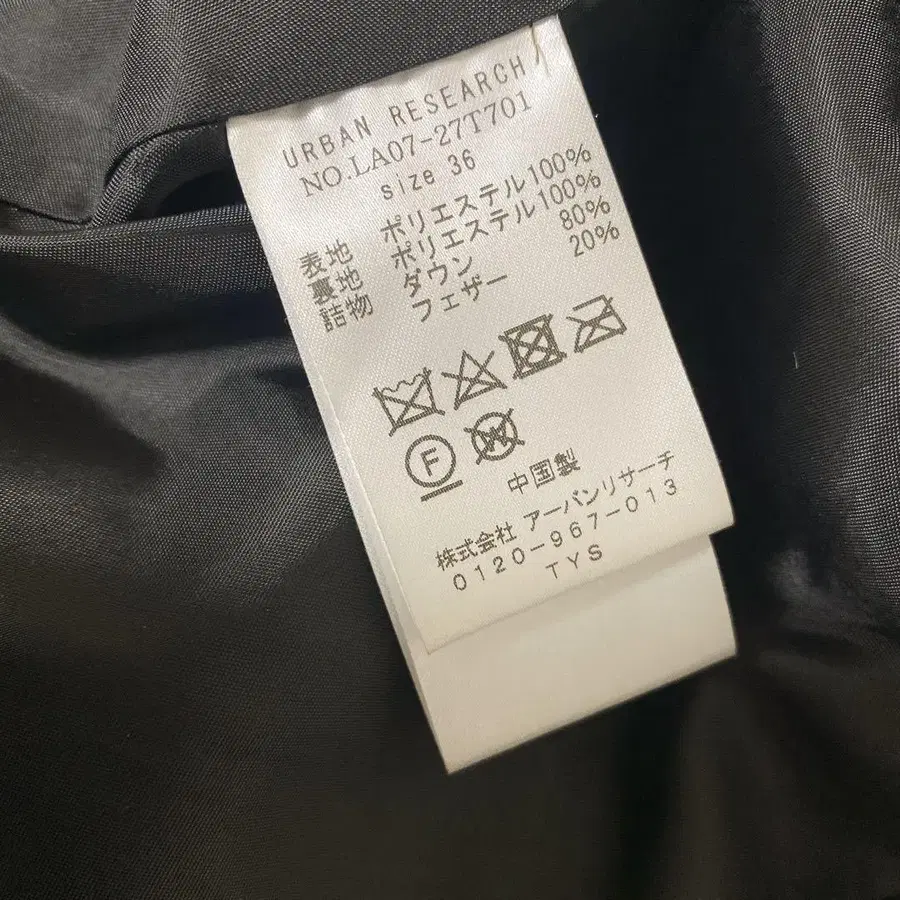 URBAN RESEARCH
NO.LA07-27T701
size 36
表地 ポリエステル100%
裏地 ポリエステル100%
詰物 ダウン 80%
フェザー 20%
F W
中国製
株式会社 アーバンリサーチ
0120-967-013
TYS